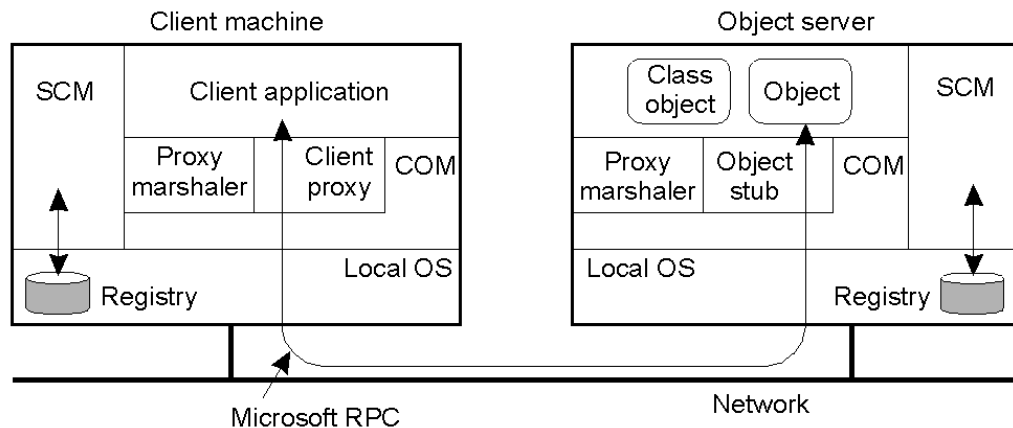 Client machine
Object server
SCM
Client application
Class
object
Object
SCM
Proxy
marshaler
Client
proxy
COM
Proxy
marshaler
Object
stub
COM
Local OS
Registry
Local OS
Registry
Microsoft RPC
Network